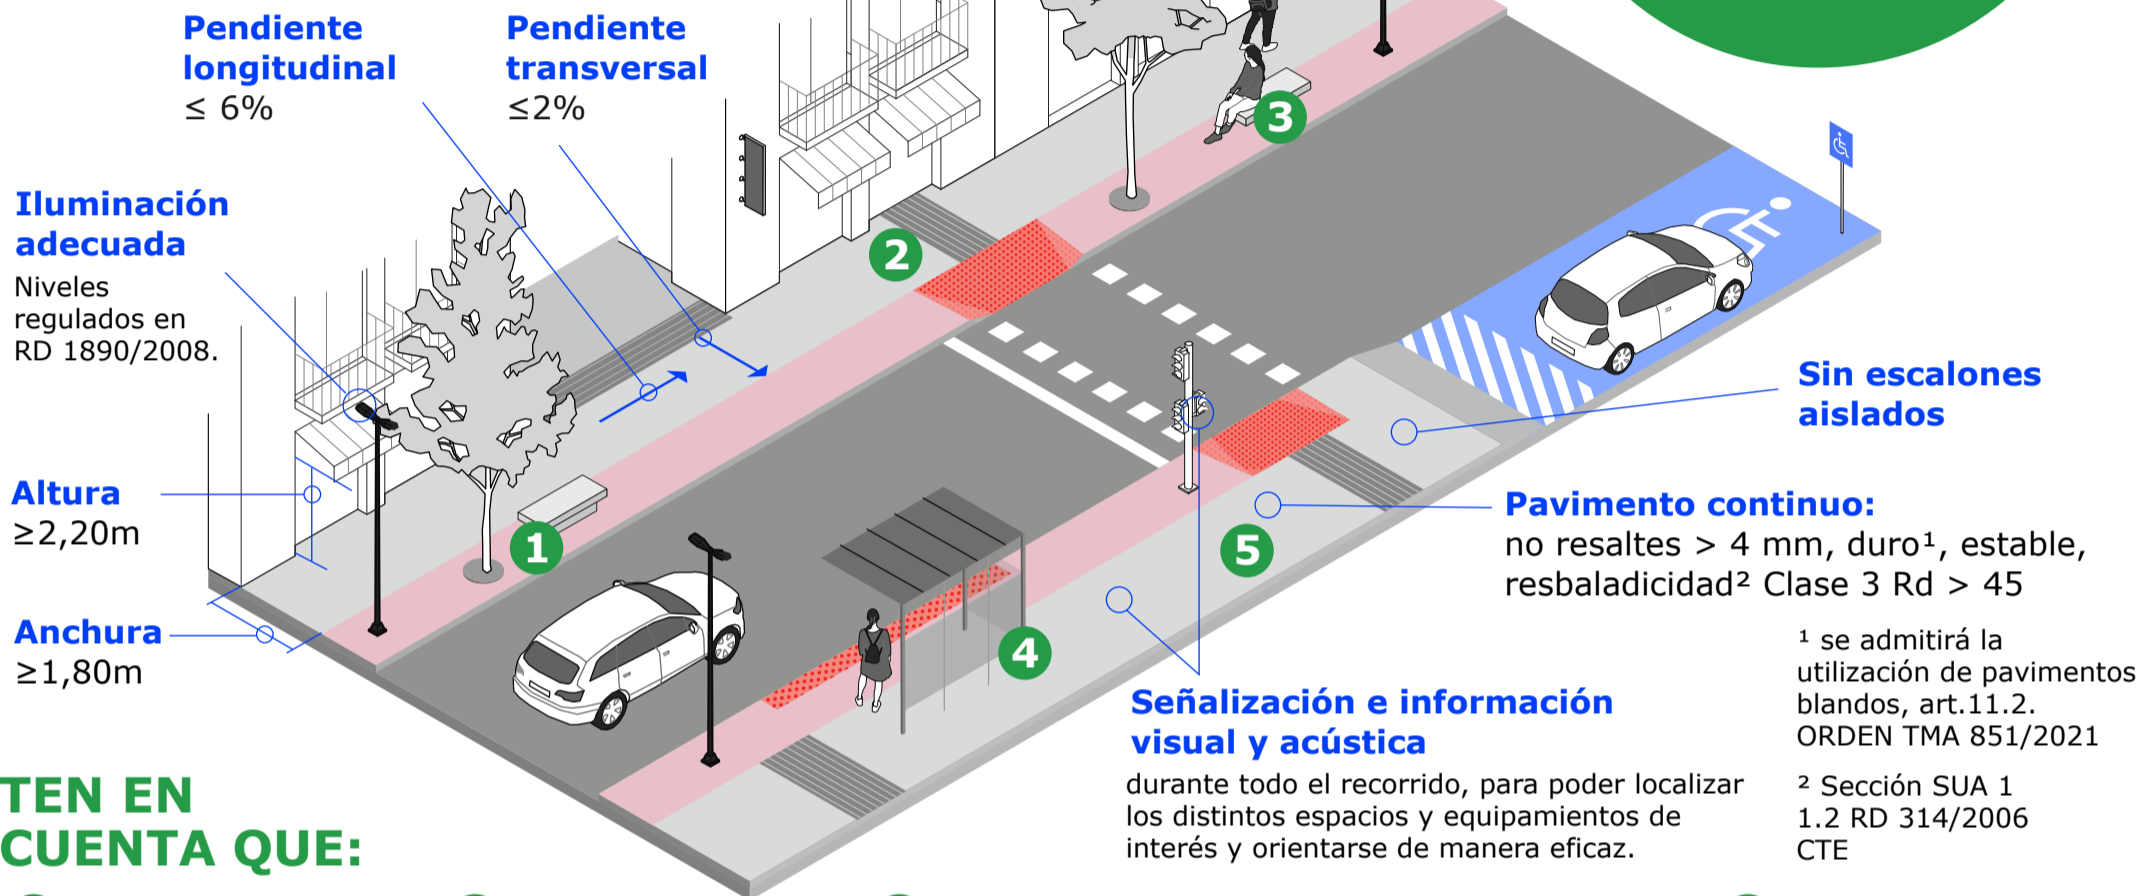 Pendiente
longitudinal
≤ 6%
Pendiente
transversal
≤2%
Iluminación
adecuada
Niveles
regulados en
RD 1890/2008.
Altura
≥2,20m
Anchura
≥1,80m
1
2
3
4
5
Sin escalones
aislados
Pavimento continuo:
no resaltes > 4 mm, duro¹, estable,
resbaladicidad² Clase 3 Rd > 45
¹ se admitirá la
utilización de pavimentos
blandos, art.11.2.
ORDEN TMA 851/2021
² Sección SUA 1
1.2 RD 314/2006
CTE
Señalización e información
visual y acústica
durante todo el recorrido, para poder localizar
los distintos espacios y equipamientos de
interés y orientarse de manera eficaz.
TEN EN
CUENTA QUE: